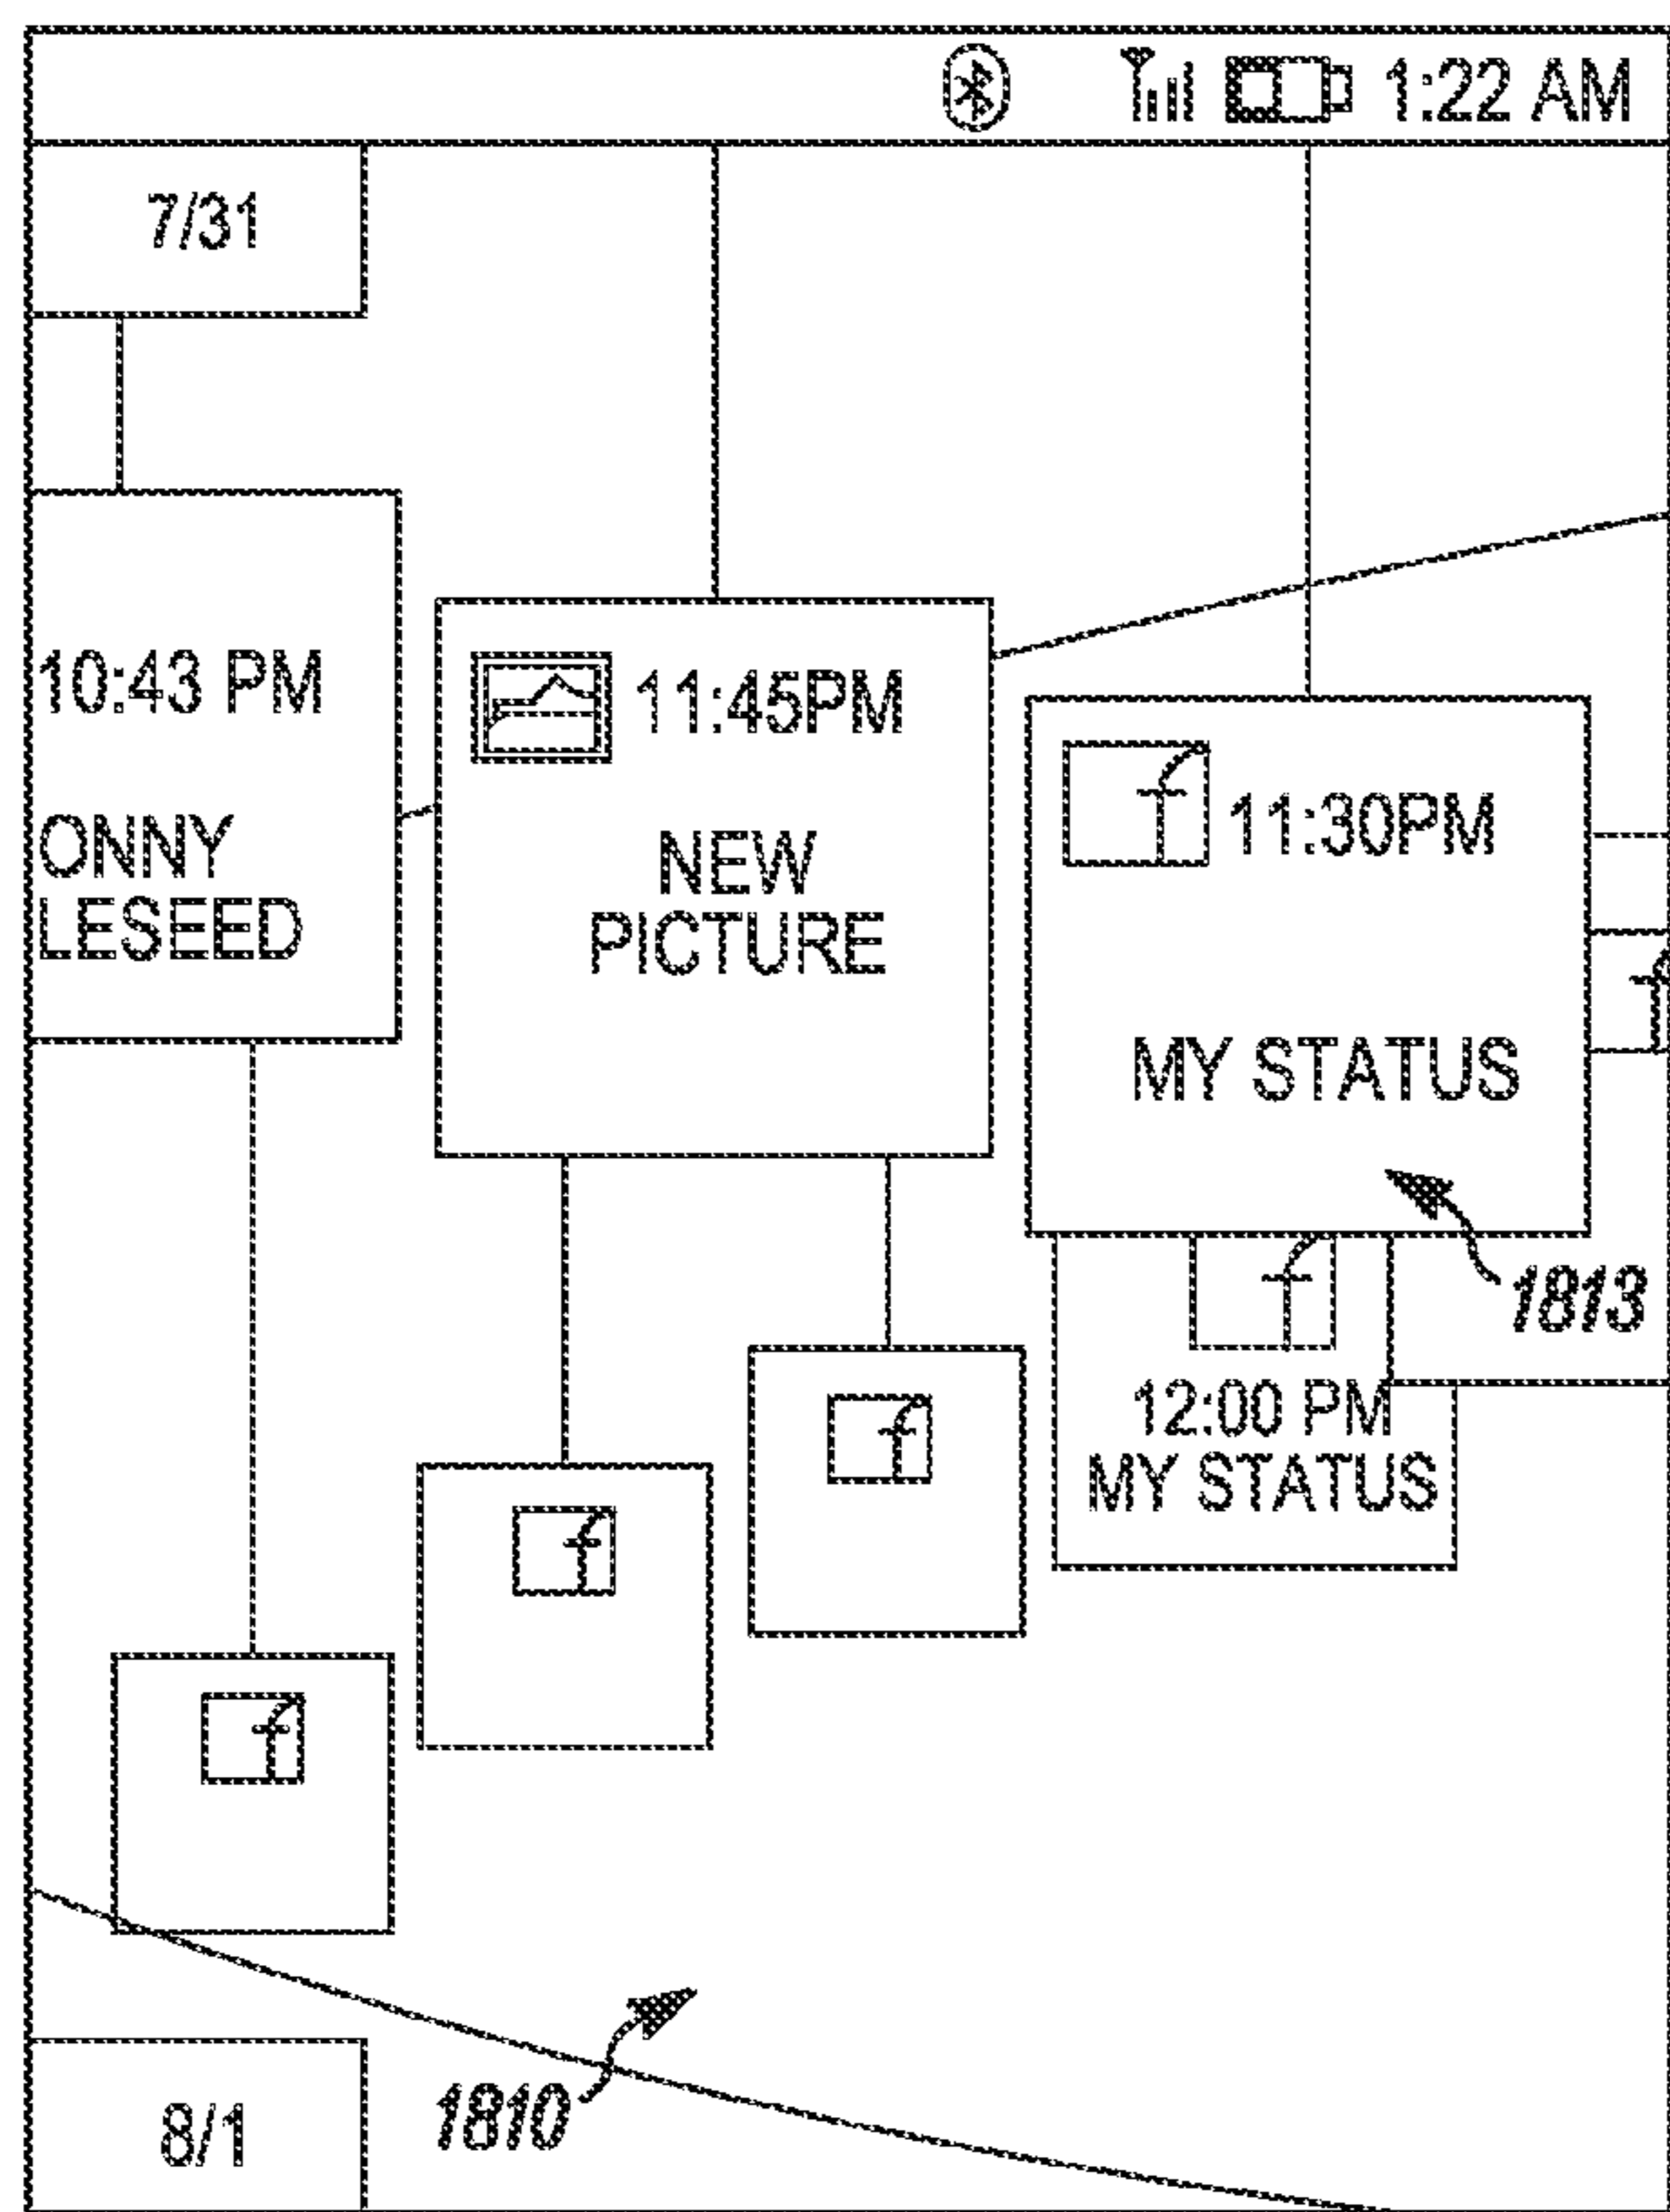 1:22 AM
7/31
10:43 PM
ONNY
LESEED
11:45PM
NEW
PICTURE
f
11:30PM
MY STATUS
f
1813
f
12:00 PM
MY STATUS
f
f
f
1810
8/1